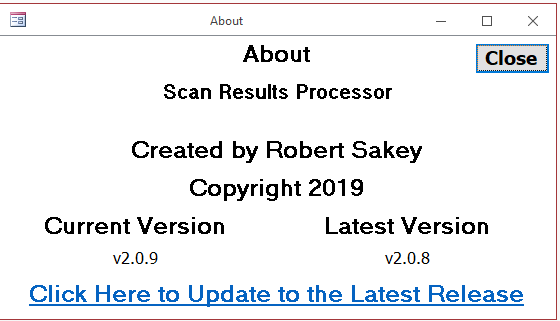 About
About
Close
Scan Results Processor
Created by Robert Sakey
Copyright 2019
Current Version Latest Version
v2.0.9 v2.0.8
Click Here to Update to the Latest Release